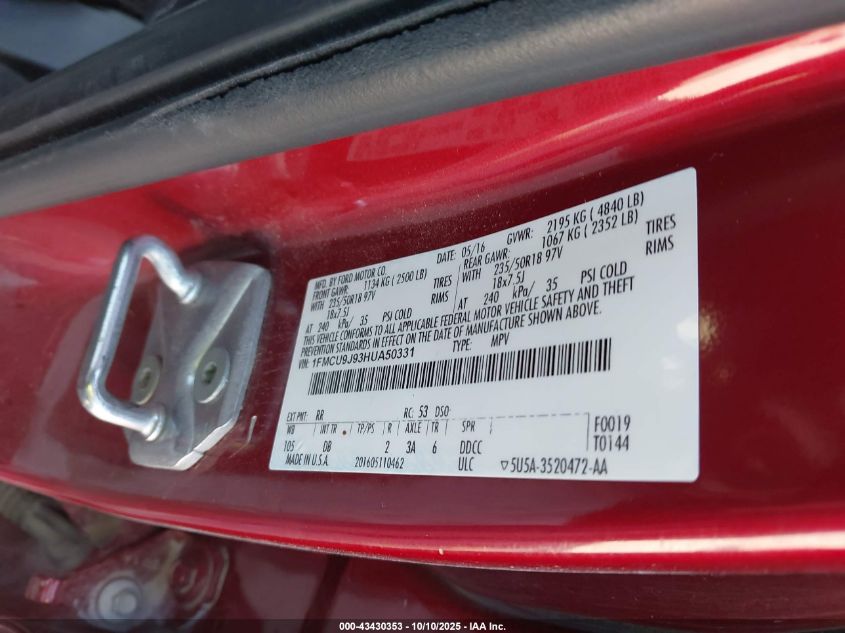 MFD. BY FORD MOTOR CO. DATE: 05/16 GVWR: 2195 KG ( 4840 LB)
FRONT GAWR: 1134 KG ( 2500 LB) REAR GAWR: 1067 KG ( 2352 LB)
WITH 235/50R18 97V TIRES WITH 235/50R18 97V TIRES
18x7.5J RIMS 18x7.5J RIMS
AT 240 kPa/ 35 PSI COLD AT 240 kPa/ 35 PSI COLD
THIS VEHICLE CONFORMS TO ALL APPLICABLE FEDERAL MOTOR VEHICLE SAFETY AND THEFT
PREVENTION STANDARDS IN EFFECT ON THE DATE OF MANUFACTURE SHOWN ABOVE.
VIN: 1FMCU9J93HUA50331 TYPE: MPV
EXT PNT: RR RC: 53 DSO:
WB INT TR TP/PS R AXLE TR SPR F0019
105 DB 2 3A 6 DDCC T0144
MADE IN U.S.A. 201605110462 ULC ▽5U5A-3520472-AA
000-43430353 - 10/10/2025 - IAA Inc.